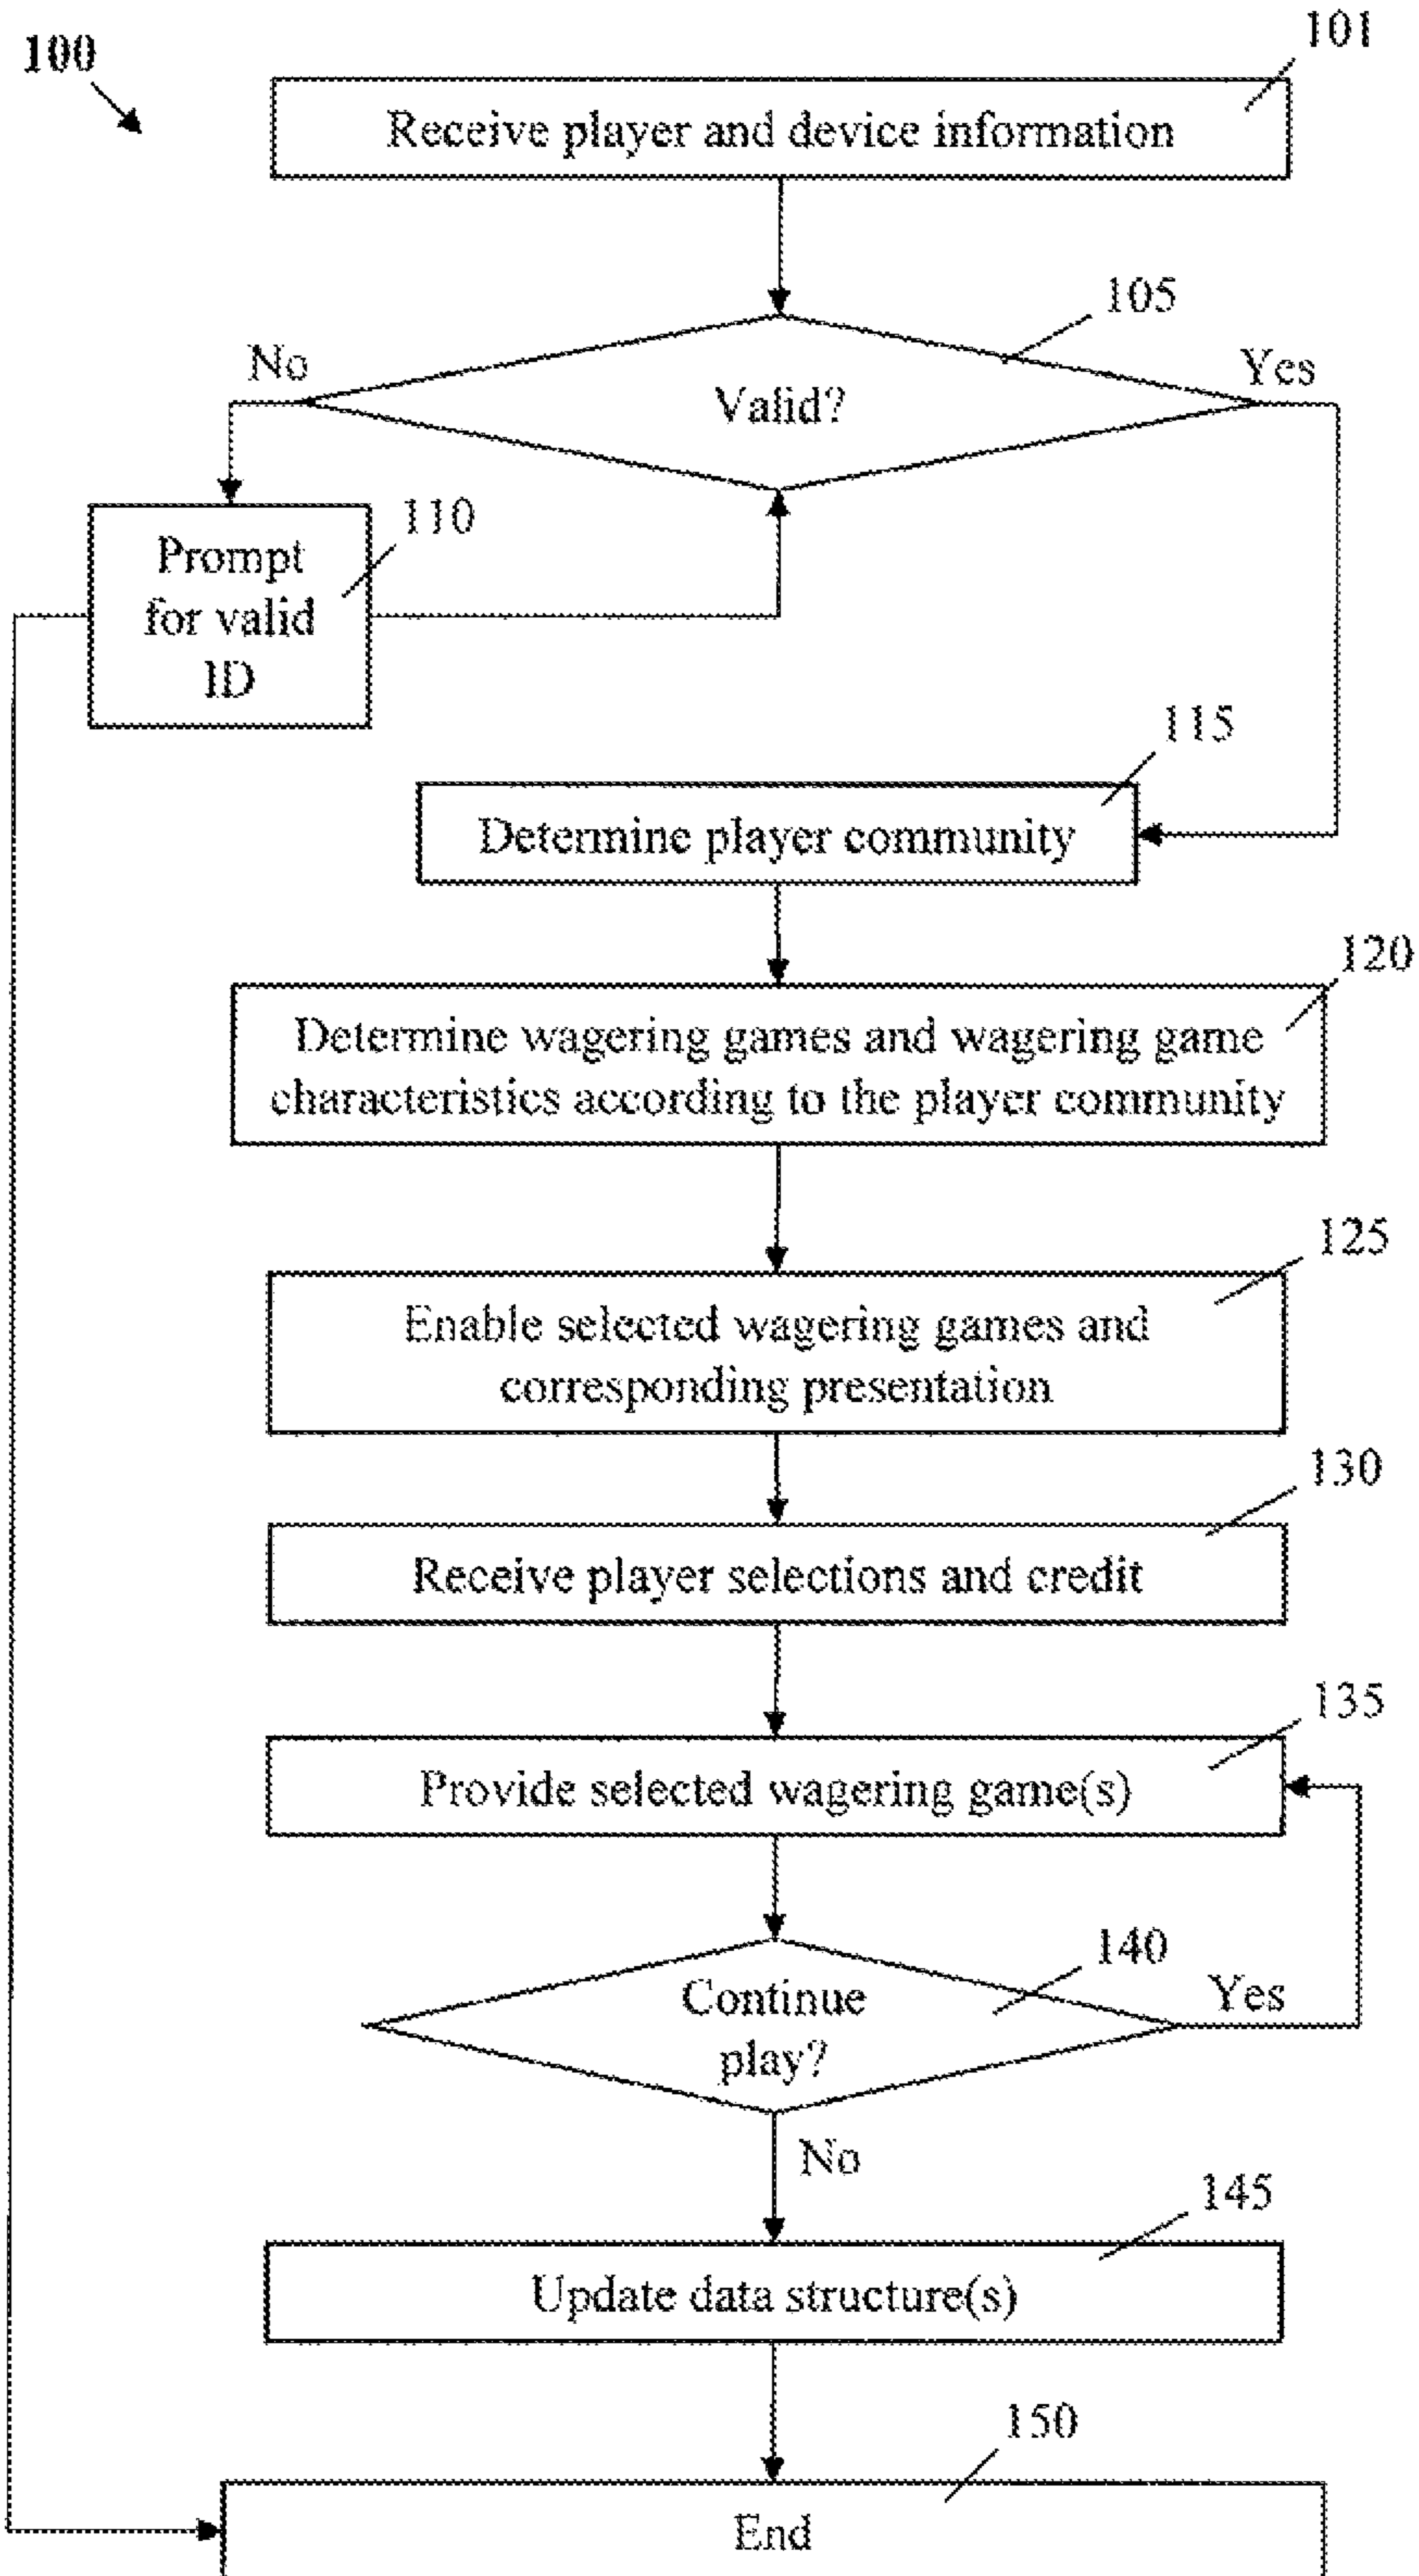 100
101
Receive player and device information
105
No
Yes
Valid?
110
Prompt
for valid
ID
115
Determine player community
120
Determine wagering games and wagering game
characteristics according to the player community
125
Enable selected wagering games and
corresponding presentation
130
Receive player selections and credit
135
Provide selected wagering game(s)
140
Continue
play?
Yes
No
145
Update data structure(s)
150
End